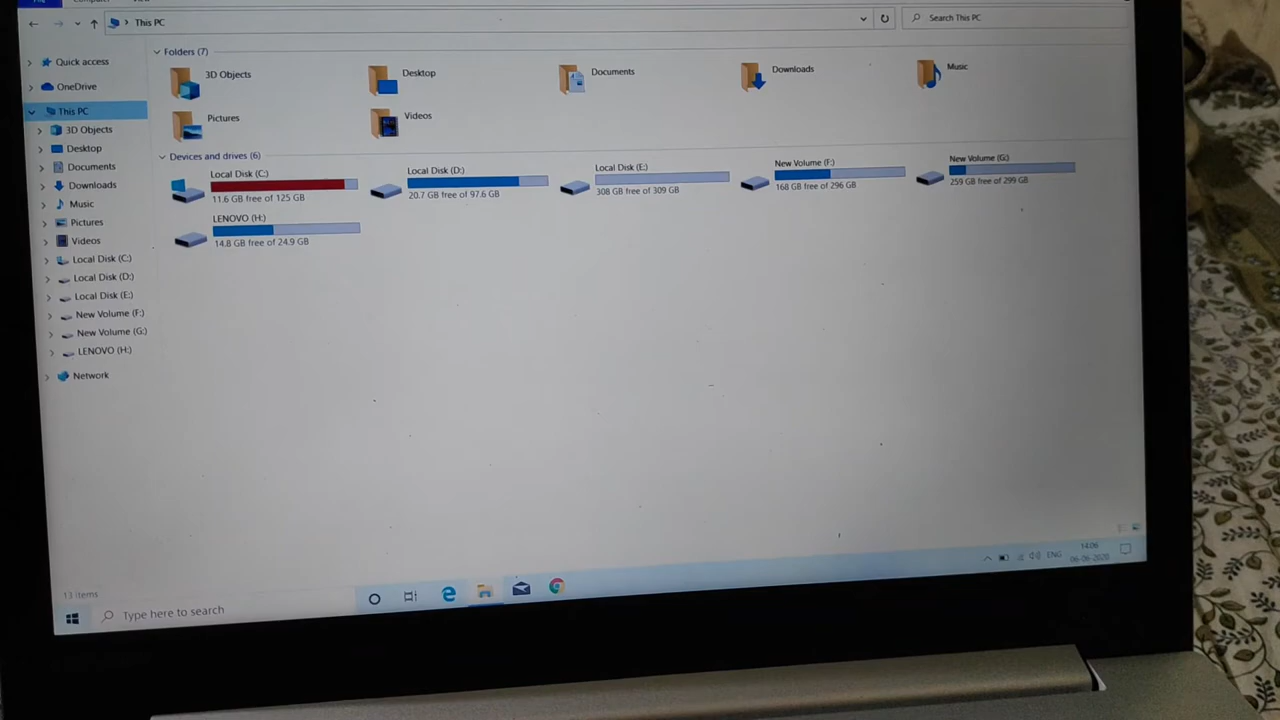 This PC
Search This PC
Quick access
OneDrive
This PC
3D Objects
Desktop
Documents
Downloads
Music
Pictures
Videos
Local Disk (C:)
Local Disk (D:)
Local Disk (E:)
New Volume (F:)
New Volume (G:)
LENOVO (H:)
Network
Folders (7)
3D Objects
Desktop
Documents
Downloads
Music
Pictures
Videos
Devices and drives (6)
Local Disk (C:)
11.6 GB free of 125 GB
Local Disk (D:)
20.7 GB free of 97.6 GB
Local Disk (E:)
308 GB free of 309 GB
New Volume (F:)
168 GB free of 296 GB
New Volume (G:)
259 GB free of 299 GB
LENOVO (H:)
14.8 GB free of 24.9 GB
13 items
Type here to search
ENG
14:06
06-06-2020